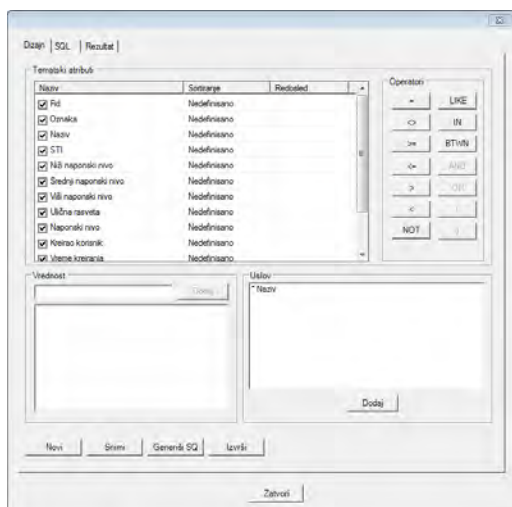 Dizajn SQL Rezultat
Tematski atributi
Naziv Sortiranje Redosled
Fid Nedefinisano
Oznaka Nedefinisano
Naziv Nedefinisano
STI Nedefinisano
Niži naponski nivo Nedefinisano
Srednji naponski nivo Nedefinisano
Viši naponski nivo Nedefinisano
Ulična rasveta Nedefinisano
Naponski nivo Nedefinisano
Kreirao korisnik Nedefinisano
Vreme kreiranja Nedefinisano
Operatori
= LIKE
<> IN
>= BTWN
<= AND
> OR
< (
NOT )
Vrednost
Dodaj
Uslov
" Naziv
Dodaj
Novi Snimi Generiši SQ Izvrši
Zatvori